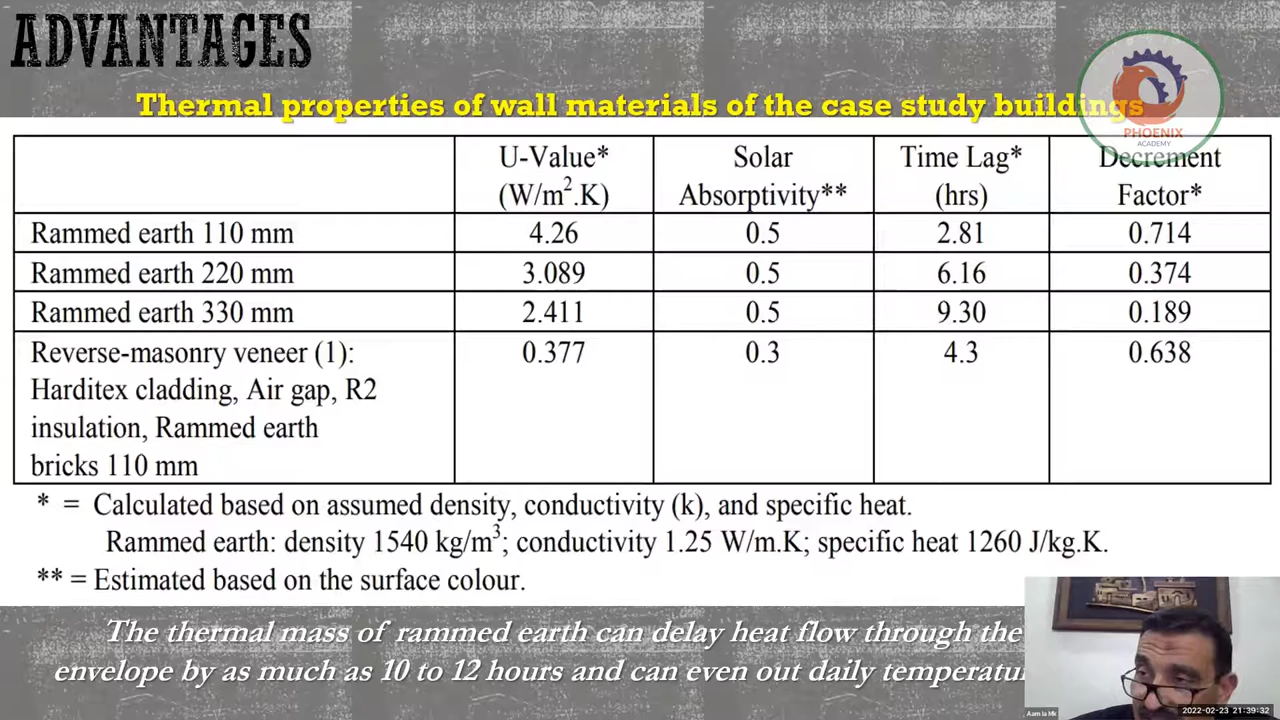 ADVANTAGES
Thermal properties of wall materials of the case study buildings
PHOENIX
ACADEMY
U-Value* Solar Time Lag* Decrement
(W/m².K) Absorptivity** (hrs) Factor*
Rammed earth 110 mm 4.26 0.5 2.81 0.714
Rammed earth 220 mm 3.089 0.5 6.16 0.374
Rammed earth 330 mm 2.411 0.5 9.30 0.189
Reverse-masonry veneer (1): 0.377 0.3 4.3 0.638
Harditex cladding, Air gap, R2
insulation, Rammed earth
bricks 110 mm
* = Calculated based on assumed density, conductivity (k), and specific heat.
Rammed earth: density 1540 kg/m³; conductivity 1.25 W/m.K; specific heat 1260 J/kg.K.
** = Estimated based on the surface colour.
The thermal mass of rammed earth can delay heat flow through the
envelope by as much as 10 to 12 hours and can even out daily
2022-02-23 21:39:32